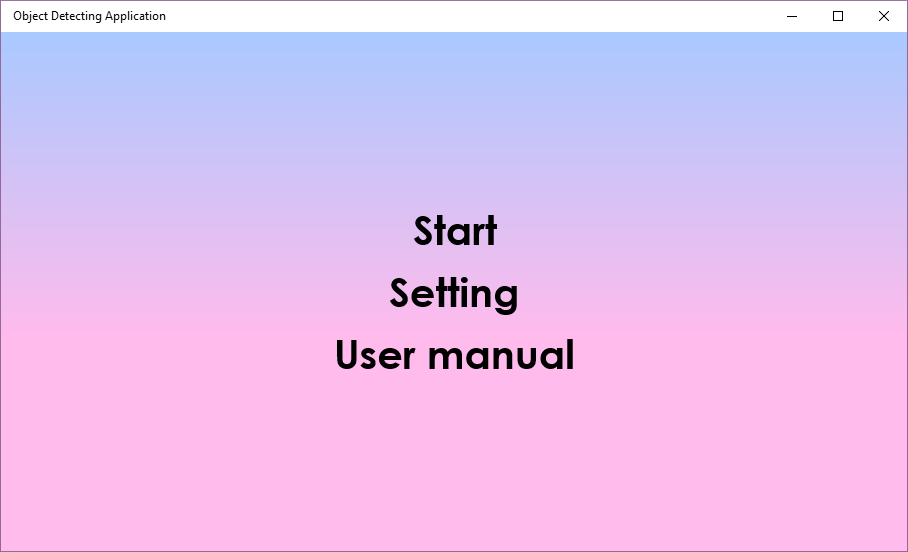 Object Detecting Application
Start
Setting
User manual